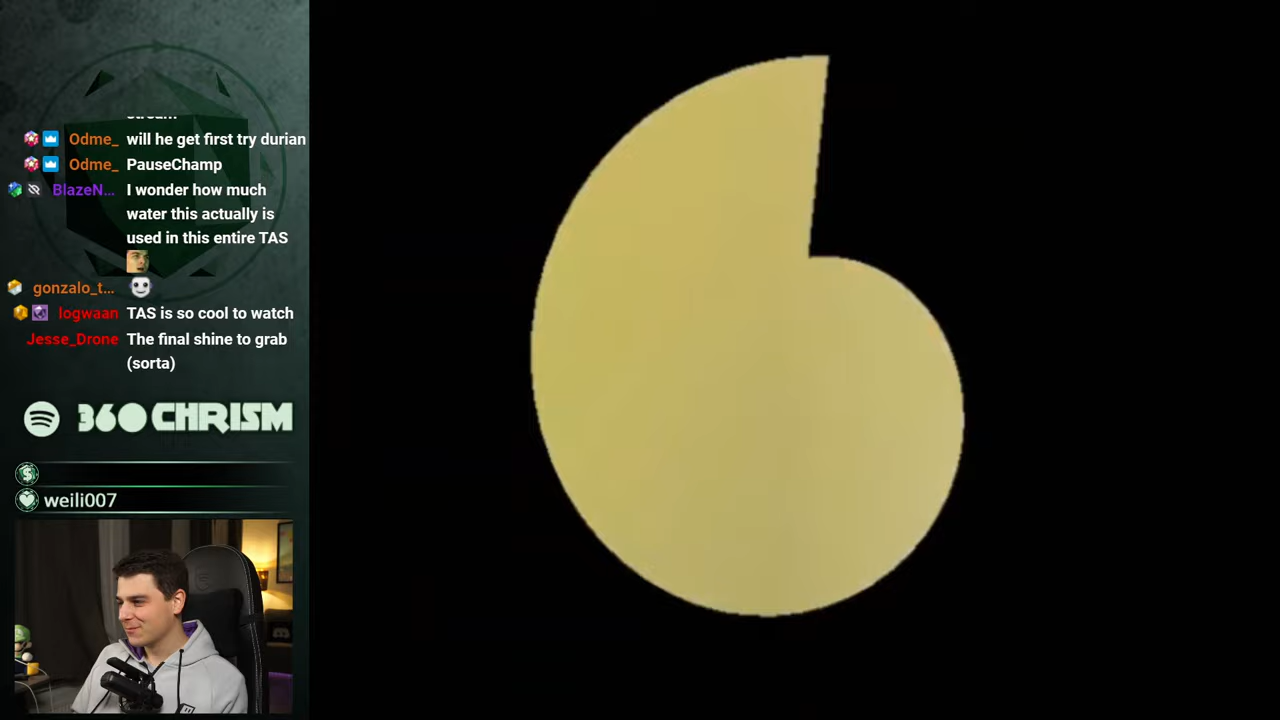 Odme_ will he get first try durian
Odme_ PauseChamp
BlazeN... I wonder how much
water this actually is
used in this entire TAS
gonzalo_t...
logwaan TAS is so cool to watch
Jesse_Drone The final shine to grab
(sorta)
360CHRISM
weili007